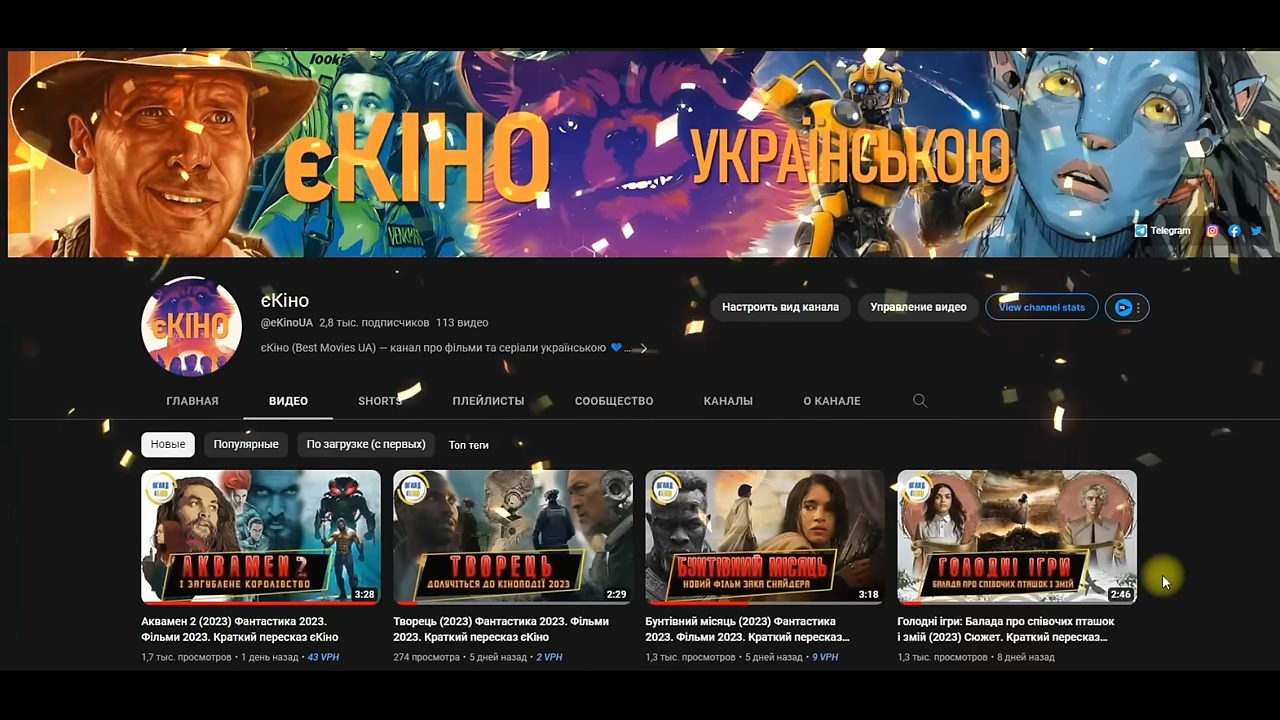 looki
єКІНО
УКРАЇНСЬКОЮ
VENKMAN
Telegram
єКІНО
єКіно
@eKinoUA 2,8 тыс. подписчиков 113 видео
єКіно (Best Movies UA) — канал про фільми та серіали українською 💙 ...
Настроить вид канала
Управление видео
View channel stats
ГЛАВНАЯ
ВИДЕО
SHORTS
ПЛЕЙЛИСТЫ
СООБЩЕСТВО
КАНАЛЫ
О КАНАЛЕ
Новые
Популярные
По загрузке (с первых)
Топ теги
АКВАМЕН 2
І ЗАГУБЛЕНЕ КОРОЛІВСТВО
3:28
ТВОРЕЦЬ
ДОЛУЧІТЬСЯ ДО КІНОПОДІЇ 2023
2:29
БУНТІВНИЙ МІСЯЦЬ
НОВИЙ ФІЛЬМ ЗАКА СНАЙДЕРА
3:18
ГОЛОДНІ ІГРИ
БАЛАДА ПРО СПІВОЧИХ ПТАШОК І ЗМІЙ
2:46
Аквамен 2 (2023) Фантастика 2023.
Фільми 2023. Краткий пересказ єКіно
1,7 тыс. просмотров • 1 день назад • 43 VPH
Творець (2023) Фантастика 2023. Фільми
2023. Краткий пересказ єКіно
274 просмотра • 5 дней назад • 2 VPH
Бунтівний місяць (2023) Фантастика
2023. Фільми 2023. Краткий пересказ...
1,3 тыс. просмотров • 5 дней назад • 9 VPH
Голодні ігри: Балада про співочих пташок
і змій (2023) Сюжет. Краткий пересказ...
1,3 тыс. просмотров • 8 дней назад